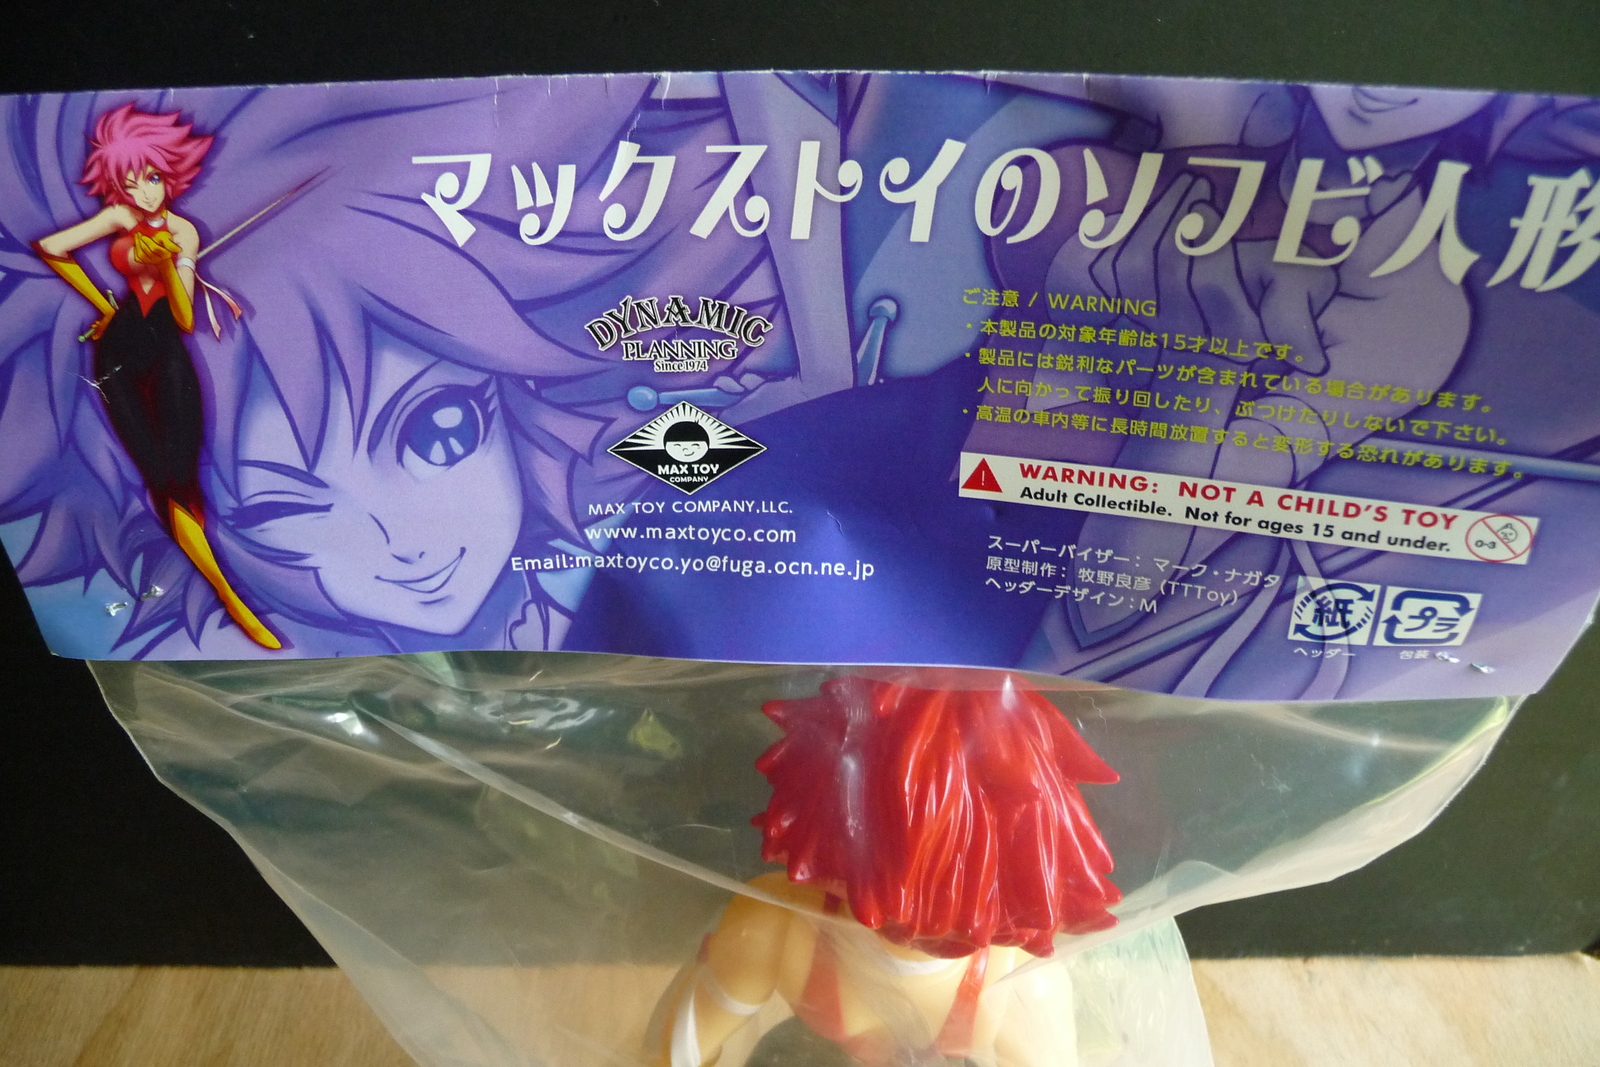 マックストイのソフビ人形
DYNAMIC
PLANNING
Since1974
MAX TOY
COMPANY
MAX TOY COMPANY,LLC.
www.maxtoyco.com
Email:maxtoyco.yo@fuga.ocn.ne.jp
ご注意 / WARNING
・本製品の対象年齢は15才以上です。
・製品には鋭利なパーツが含まれている場合があります。
人に向かって振り回したり、ぶつけたりしないで下さい。
・高温の車内等に長時間放置すると変形する恐れがあります。
WARNING: NOT A CHILD'S TOY
Adult Collectible. Not for ages 15 and under.
0-3
スーパーバイザー：マーク・ナガタ
原型制作：牧野良彦 (TTToy)
ヘッダーデザイン：M
紙
ヘッダー
プラ
包装